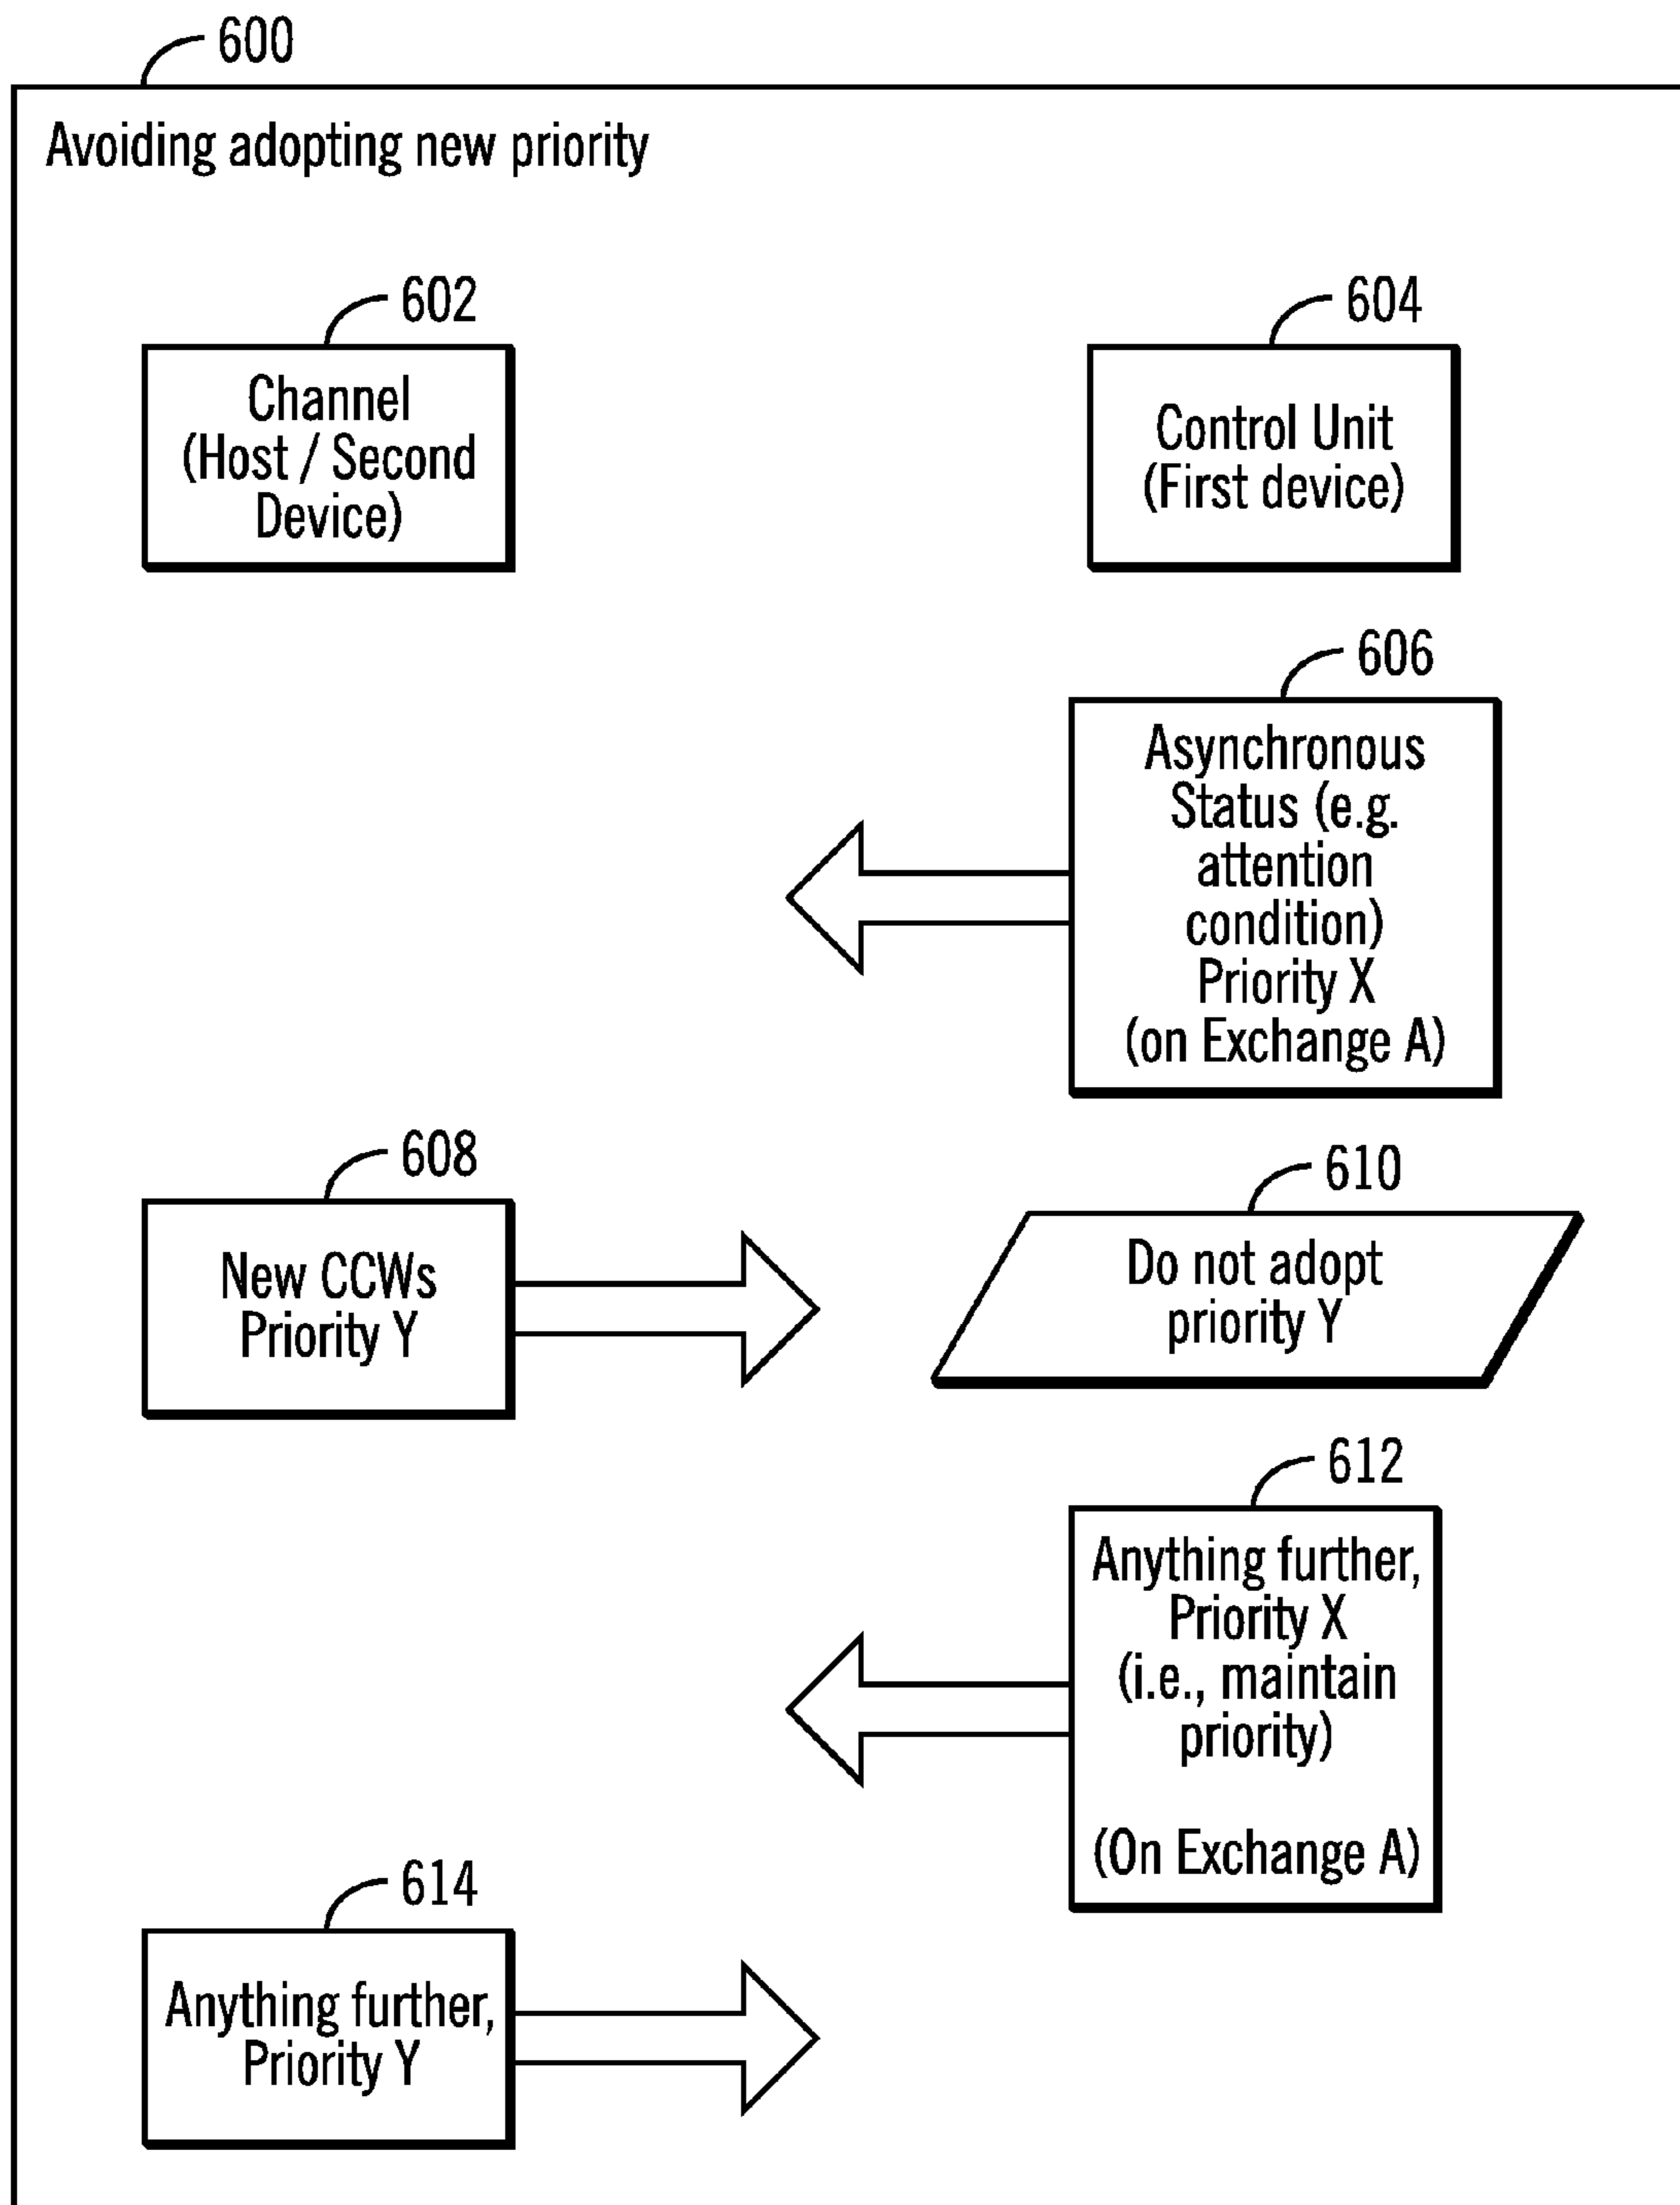 600
Avoiding adopting new priority
602
Channel
(Host / Second
Device)
604
Control Unit
(First device)
606
Asynchronous
Status (e.g.
attention
condition)
Priority X
(on Exchange A)
608
New CCWs
Priority Y
610
Do not adopt
priority Y
612
Anything further,
Priority X
(i.e., maintain
priority)
(On Exchange A)
614
Anything further,
Priority Y